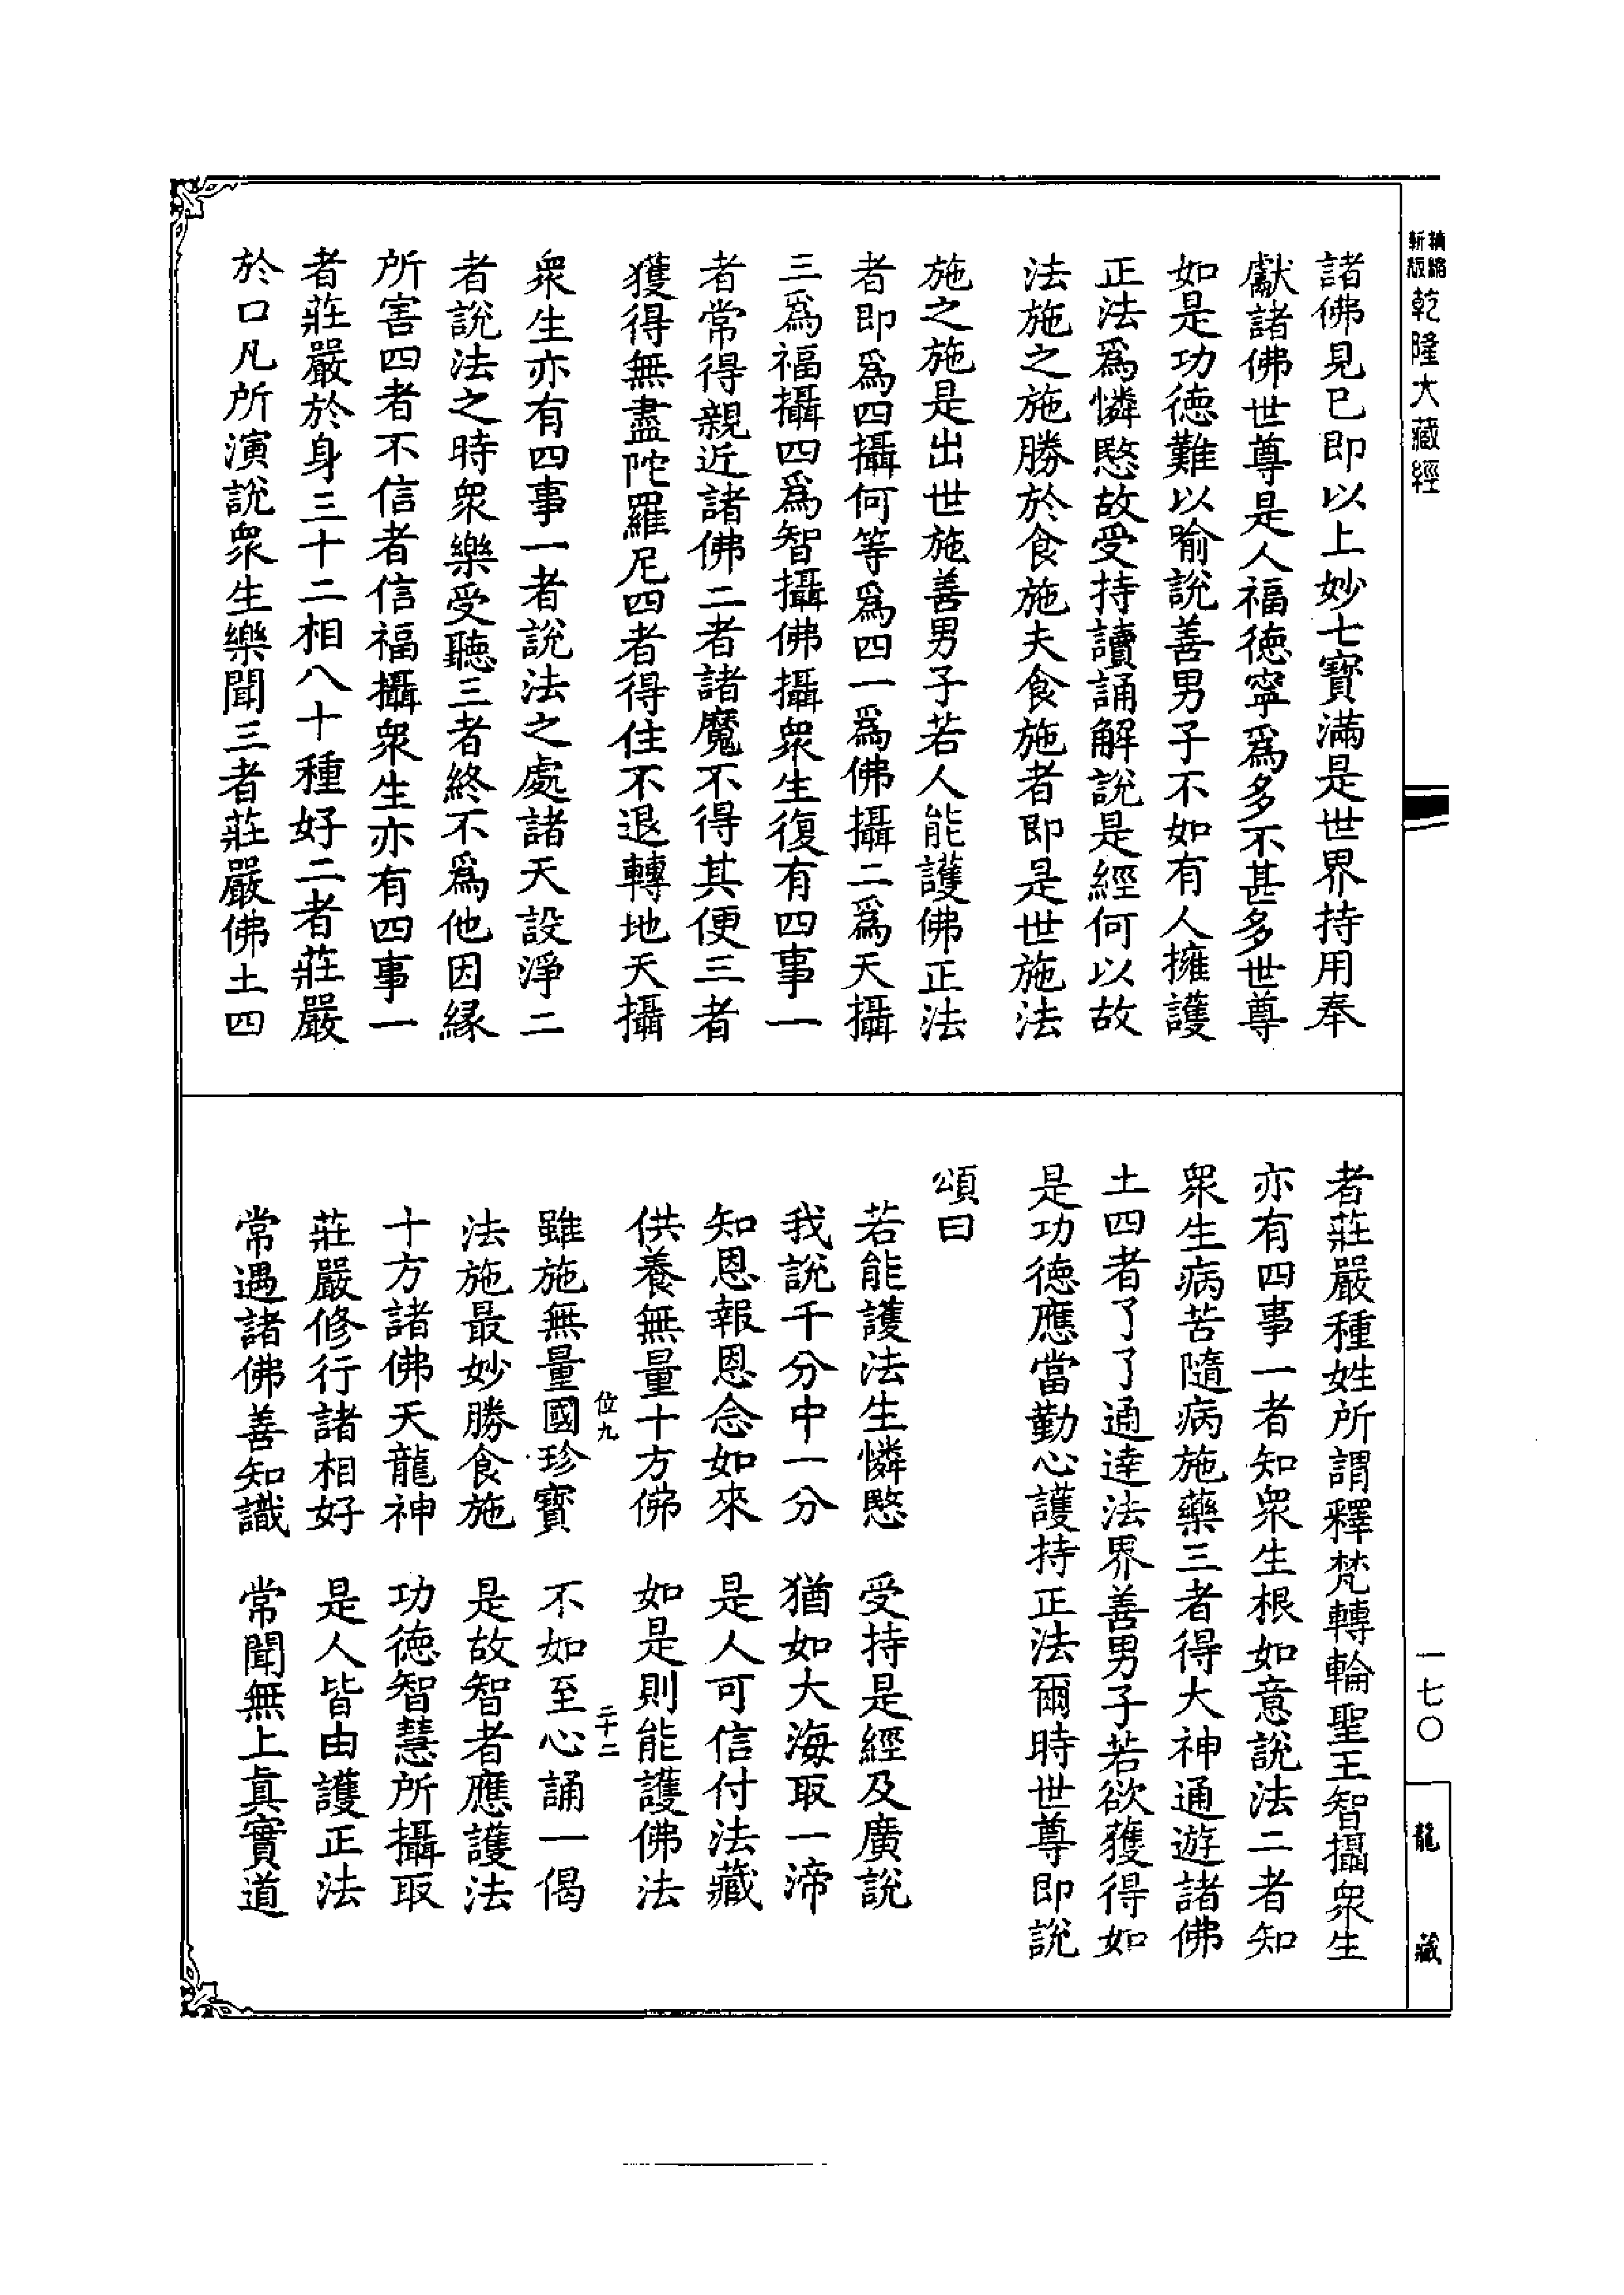 精縮
新版
乾隆大藏經
諸佛見已即以上妙七寶滿是世界持用奉
獻諸佛世尊是人福德寧爲多不甚多世尊
如是功德難以喻說善男子不如有人擁護
正法爲憐愍故受持讀誦解說是經何以故
法施之施勝於食施夫食施者即是世施法
施之施是出世施善男子若人能護佛正法
者即爲四攝何等爲四一爲佛攝二爲天攝
三爲福攝四爲智攝佛攝衆生復有四事一
者常得親近諸佛二者諸魔不得其便三者
獲得無盡陀羅尼四者得住不退轉地天攝
衆生亦有四事一者說法之處諸天設淨二
者說法之時衆樂受聽三者終不爲他因緣
所害四者不信者信福攝衆生亦有四事一
者莊嚴於身三十二相八十種好二者莊嚴
於口凡所演說衆生樂聞三者莊嚴佛土四
者莊嚴種姓所謂釋梵轉輪聖王智攝衆生
亦有四事一者知衆生根如意說法二者知
衆生病苦隨病施藥三者得大神通遊諸佛
土四者了了通達法界善男子若欲獲得如
是功德應當勤心護持正法爾時世尊即說
頌曰
若能護法生憐愍 受持是經及廣說
我說千分中一分 猶如大海取一渧
知恩報恩念如來 是人可信付法藏
供養無量十方佛 如是則能護佛法
位九 二十二
雖施無量國珍寶 不如至心誦一偈
法施最妙勝食施 是故智者應護法
十方諸佛天龍神 功德智慧所攝取
莊嚴修行諸相好 是人皆由護正法
常遇諸佛善知識 常聞無上真實道
一七〇
龍藏